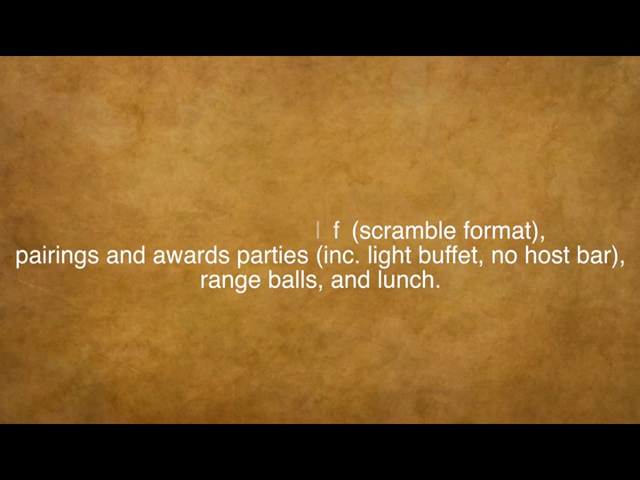 (scramble format),
pairings and awards parties (inc. light buffet, no host bar),
range balls, and lunch.